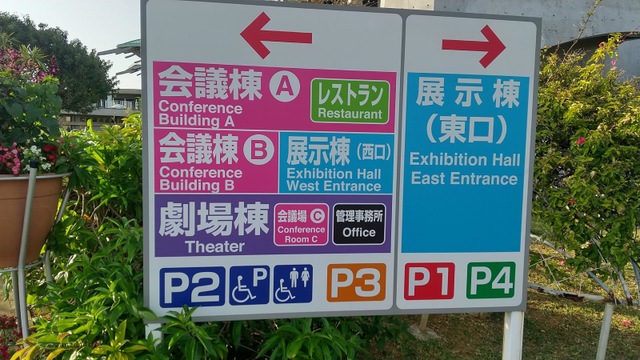 会議棟 A
Conference
Building A
レストラン
Restaurant
会議棟 B
Conference
Building B
展示棟(西口)
Exhibition Hall
West Entrance
劇場棟
Theater
会議場 C
Conference
Room C
管理事務所
Office
P2
P
P3
展示棟
(東口)
Exhibition Hall
East Entrance
P1
P4